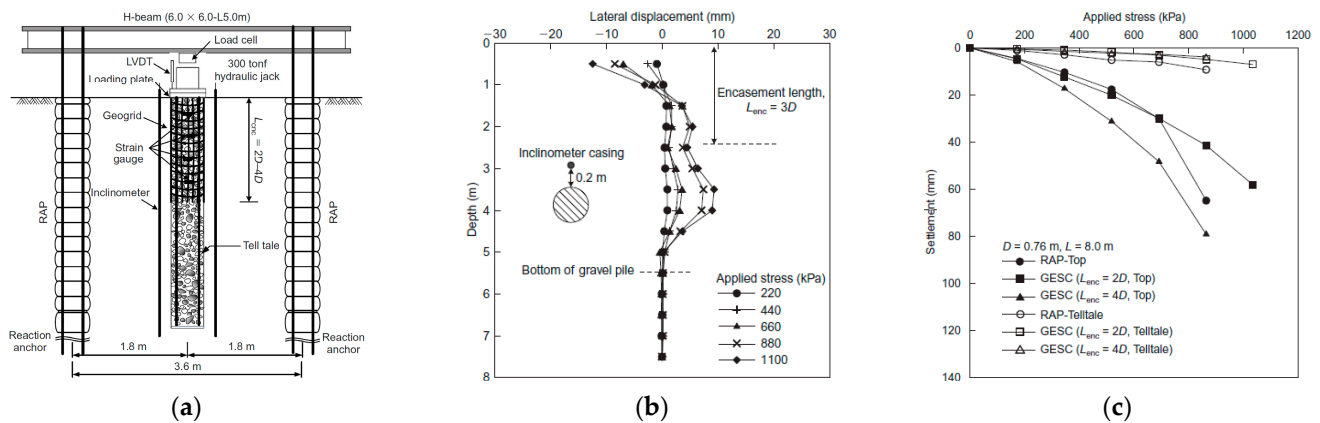 H-beam (6.0 × 6.0-L5.0m)
Load cell
LVDT
300 tonf
hydraulic jack
Loading plate
Geogrid
Strain
gauge
Inclinometer
L enc = 2D–4D
RAP
RAP
Tell tale
Reaction
anchor
Reaction
anchor
1.8 m
1.8 m
3.6 m
(a)
Lateral displacement (mm)
−30 −20 −10 0 10 20 30
0
1
2
3
4
5
6
7
8
Depth (m)
Encasement length,
L enc = 3D
Inclinometer casing
0.2 m
Bottom of gravel pile
Applied stress (kPa)
220
440
660
880
1100
(b)
Applied stress (kPa)
0 200 400 600 800 1000 1200
0
20
40
60
80
100
120
140
Settlement (mm)
D = 0.76 m, L = 8.0 m
RAP-Top
GESC (L enc = 2D, Top)
GESC (L enc = 4D, Top)
RAP-Telltale
GESC (L enc = 2D, Telltale)
GESC (L enc = 4D, Telltale)
(c)